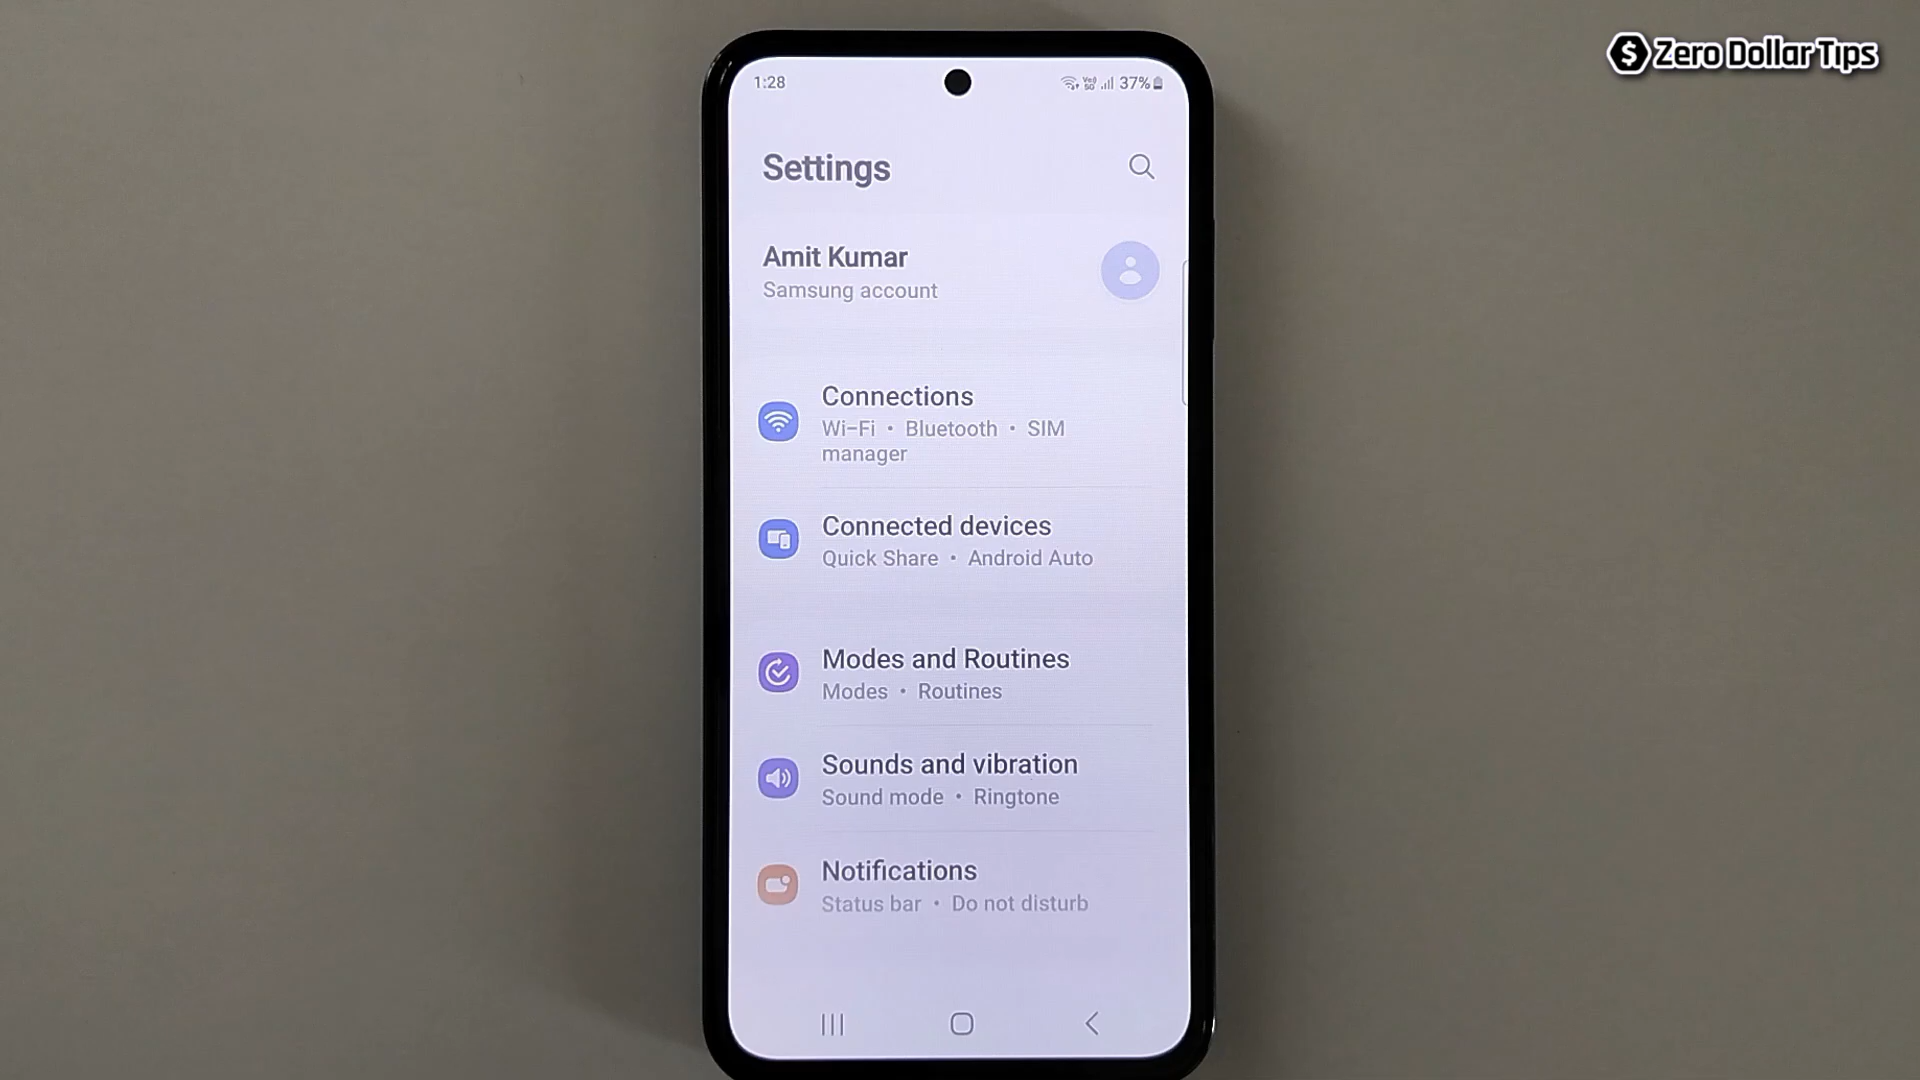 Zero Dollar Tips
1:28
37%
Settings
Amit Kumar
Samsung account
Connections
Wi-Fi • Bluetooth • SIM
manager
Connected devices
Quick Share • Android Auto
Modes and Routines
Modes • Routines
Sounds and vibration
Sound mode • Ringtone
Notifications
Status bar • Do not disturb